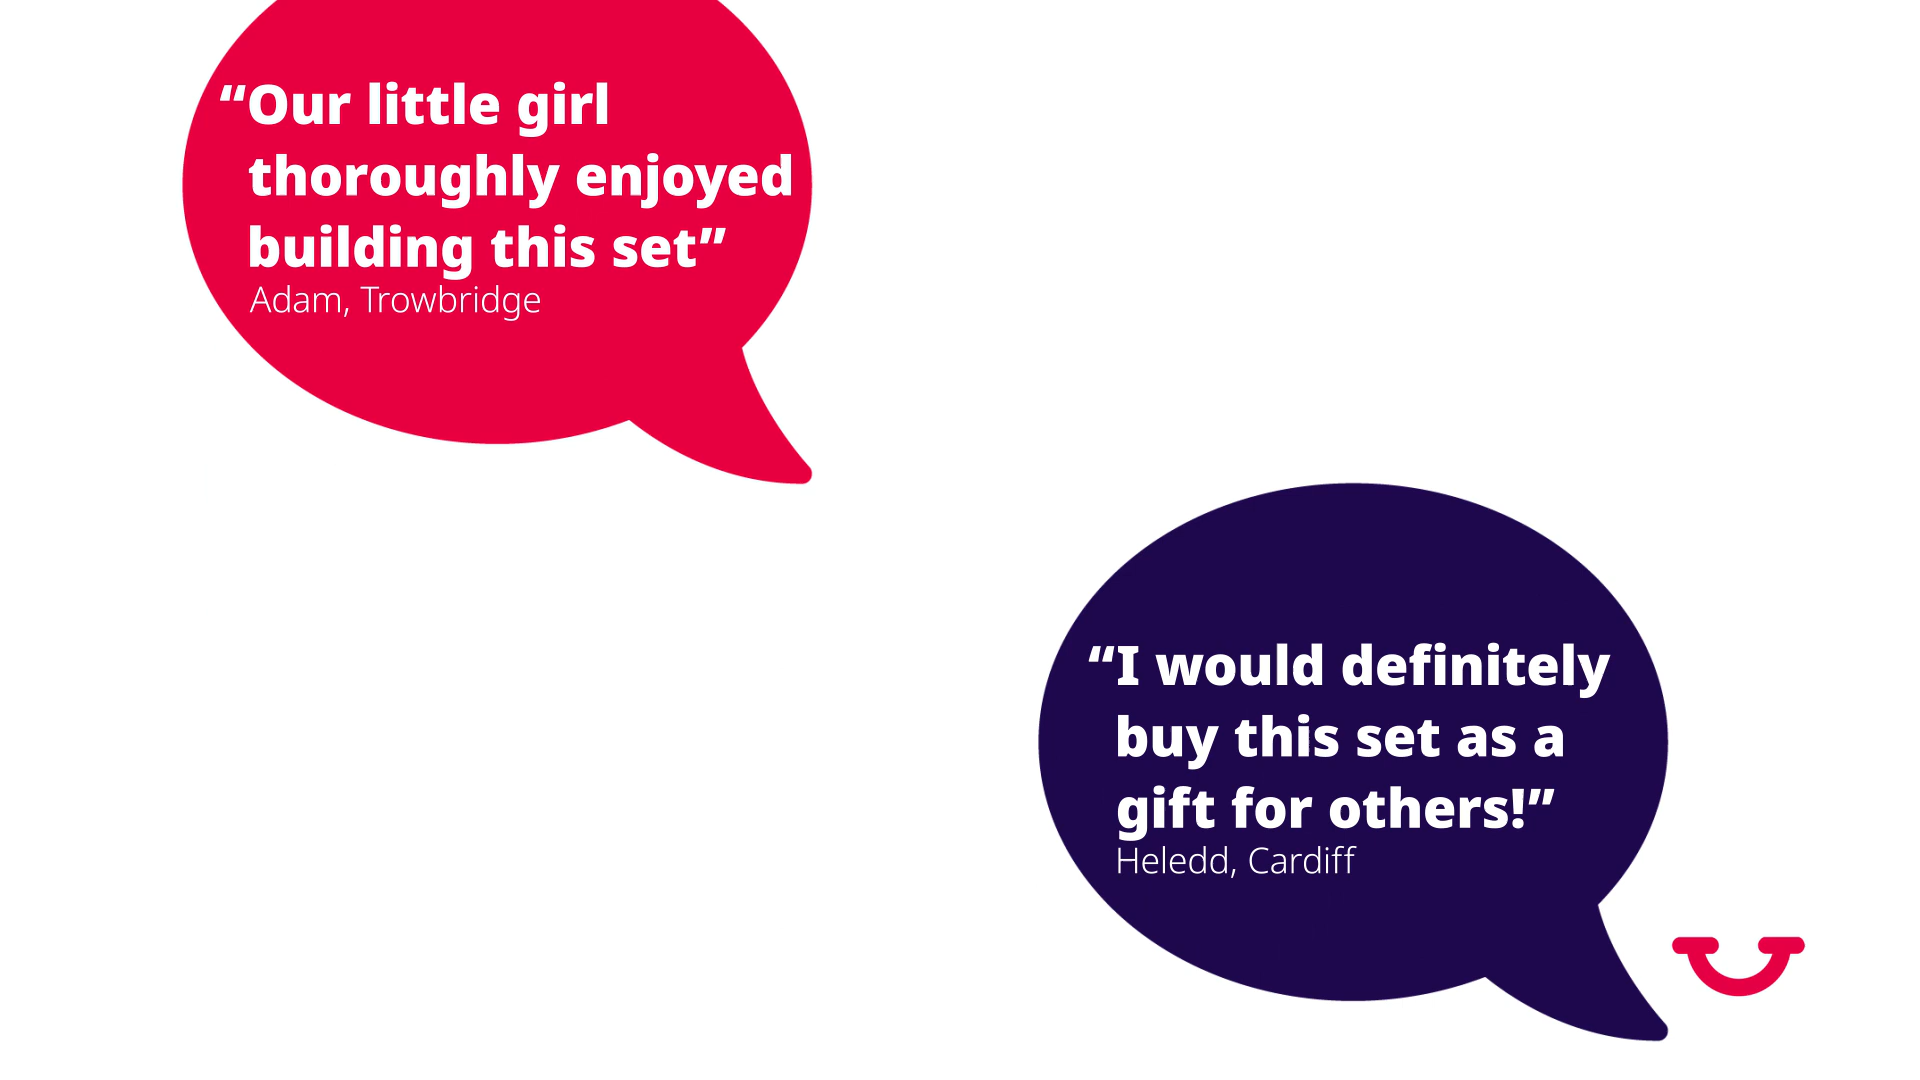 “Our little girl
thoroughly enjoyed
building this set”
Adam, Trowbridge
“I would definitely
buy this set as a
gift for others!”
Heledd, Cardiff